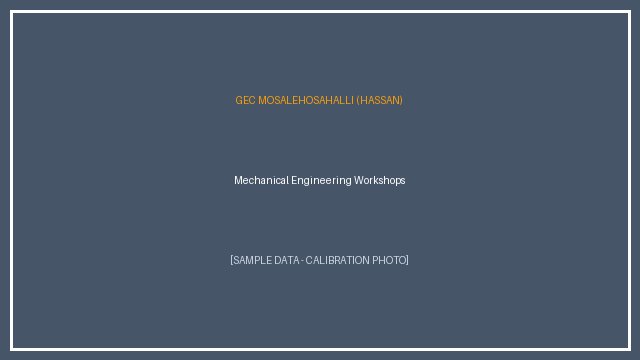 GEC MOSALEHOSAHALLI (HASSAN)
Mechanical Engineering Workshops
[SAMPLE DATA - CALIBRATION PHOTO]